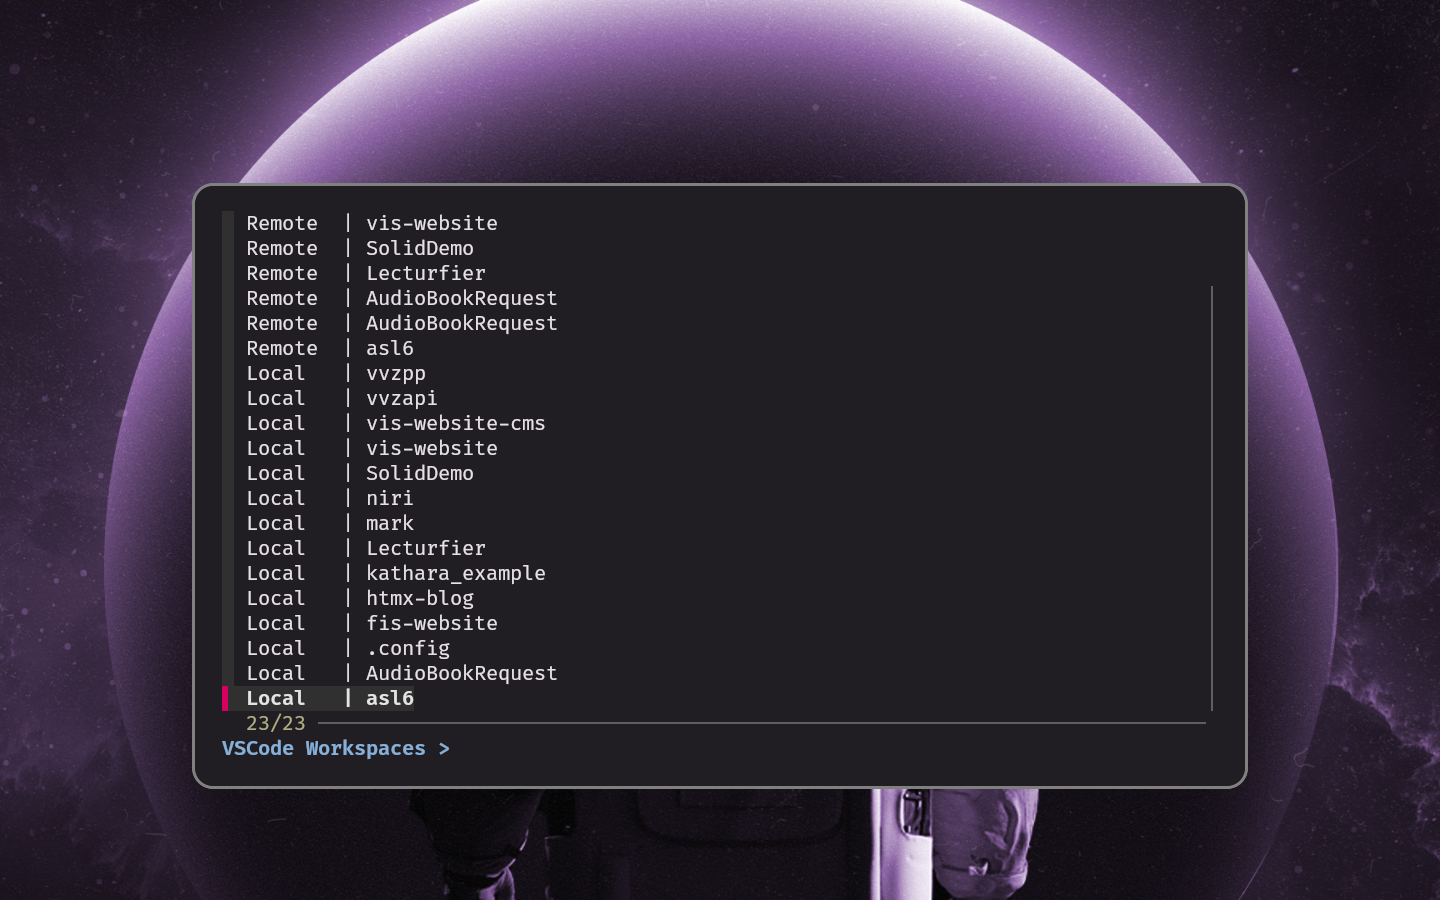 Remote | vis-website
Remote | SolidDemo
Remote | Lecturfier
Remote | AudioBookRequest
Remote | AudioBookRequest
Remote | asl6
Local | vvzpp
Local | vvzapi
Local | vis-website-cms
Local | vis-website
Local | SolidDemo
Local | niri
Local | mark
Local | Lecturfier
Local | kathara_example
Local | htmx-blog
Local | fis-website
Local | .config
Local | AudioBookRequest
Local | asl6
23/23
VSCode Workspaces >